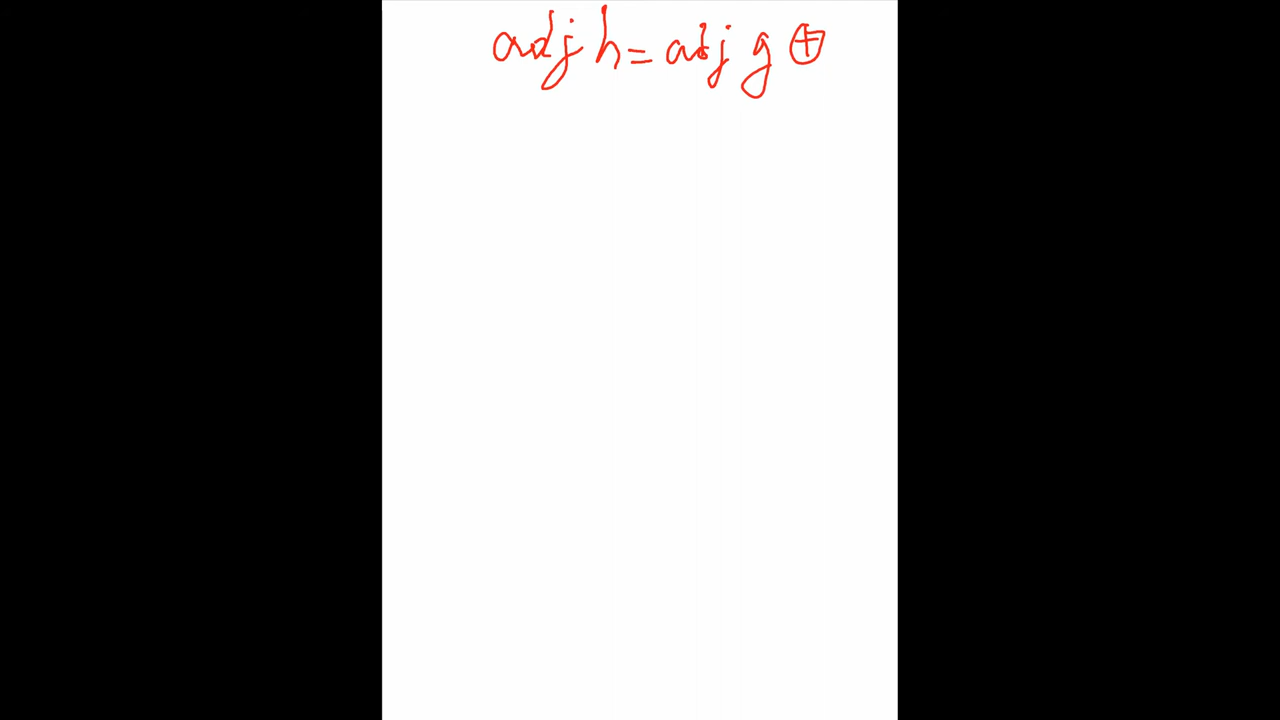 adj h = adj g ⊕